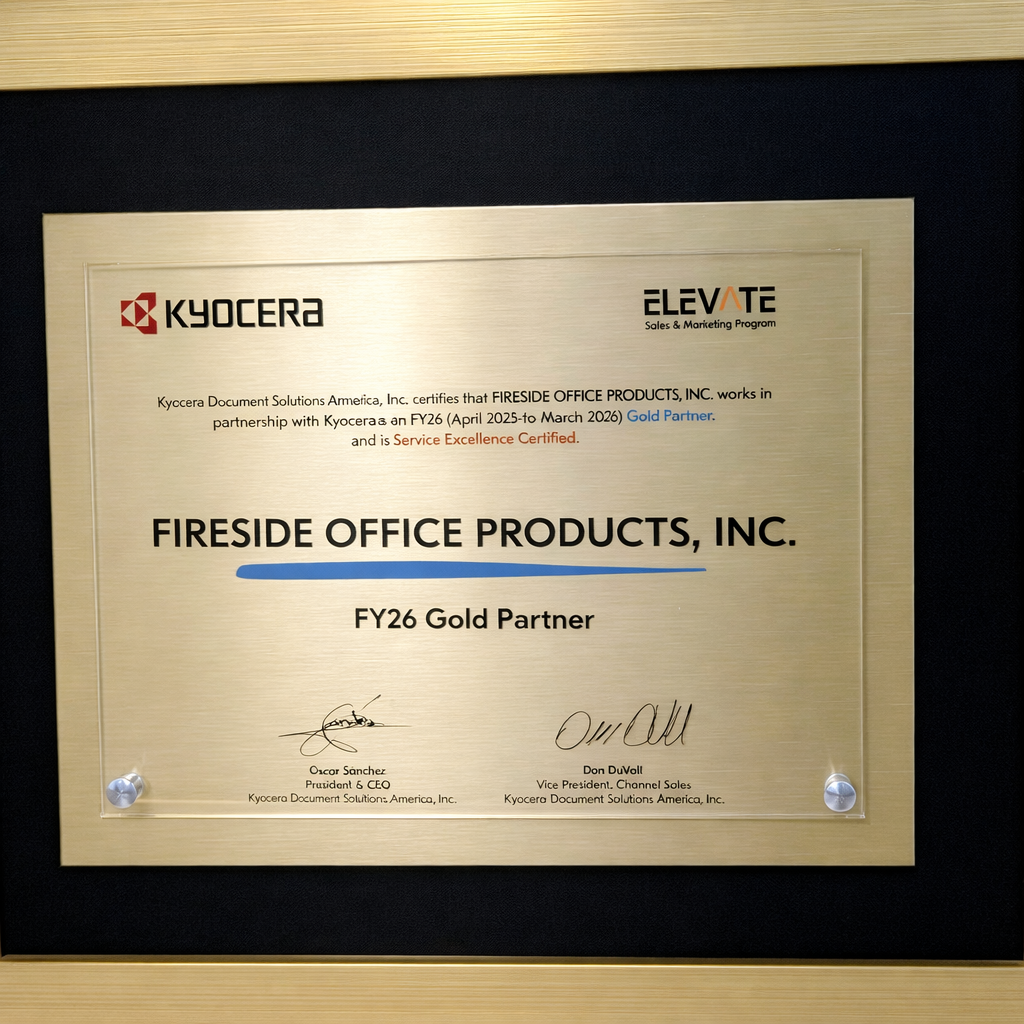 KYOCERA
ELEVATE
Sales & Marketing Program
Kyocera Document Solutions America, Inc. certifies that FIRESIDE OFFICE PRODUCTS, INC. works in
partnership with Kyocera as an FY26 (April 2025-to March 2026) Gold Partner.
and is Service Excellence Certified.
FIRESIDE OFFICE PRODUCTS, INC.
FY26 Gold Partner
Oscar Sánchez
President & CEO
Kyocera Document Solutions America, Inc.
Don DuVall
Vice President, Channel Sales
Kyocera Document Solutions America, Inc.